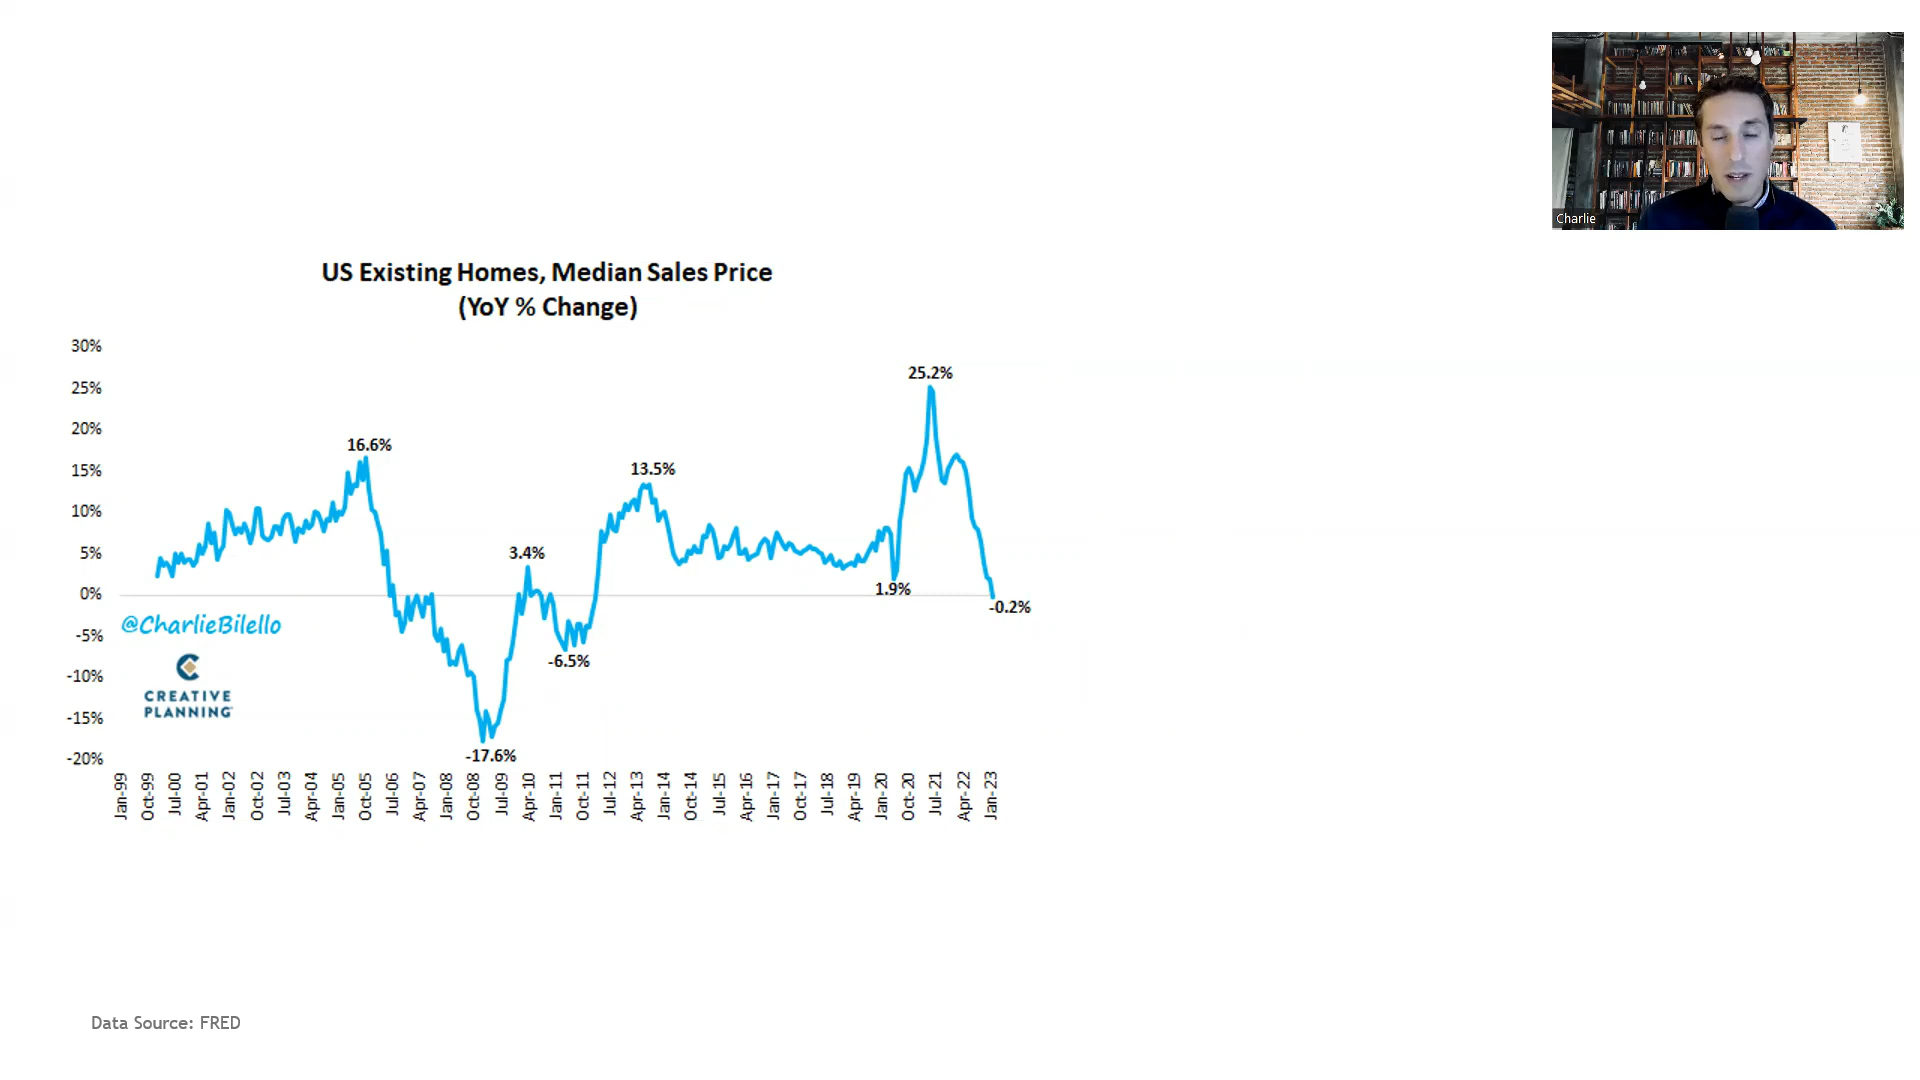 Charlie
US Existing Homes, Median Sales Price
(YoY % Change)
30%
25%
20%
15%
10%
5%
0%
-5%
-10%
-15%
-20%
16.6%
-17.6%
3.4%
-6.5%
13.5%
1.9%
25.2%
-0.2%
@CharlieBilello
CREATIVE
PLANNING
Jan-99
Oct-99
Jul-00
Apr-01
Jan-02
Oct-02
Jul-03
Apr-04
Jan-05
Oct-05
Jul-06
Apr-07
Jan-08
Oct-08
Jul-09
Apr-10
Jan-11
Oct-11
Jul-12
Apr-13
Jan-14
Oct-14
Jul-15
Apr-16
Jan-17
Oct-17
Jul-18
Apr-19
Jan-20
Oct-20
Jul-21
Apr-22
Jan-23
Data Source: FRED